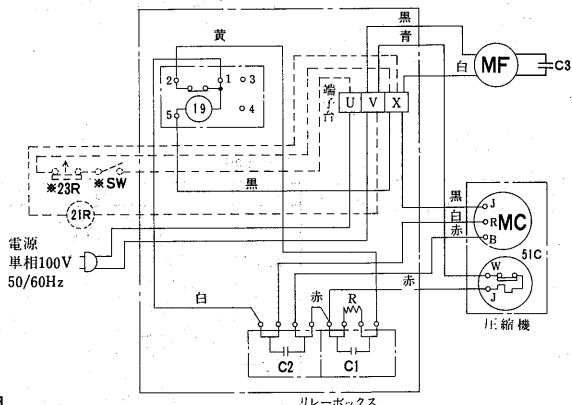 黒
黄
青
白
MF
C3
2
1
3
19
5
4
端子台
U V X
※23R
※SW
黒
21R
黒
J
白
R
MC
赤
B
電源
単相100V
50/60Hz
51C
W
J
赤
白
赤
R
圧縮機
C2
C1
リレーボックス